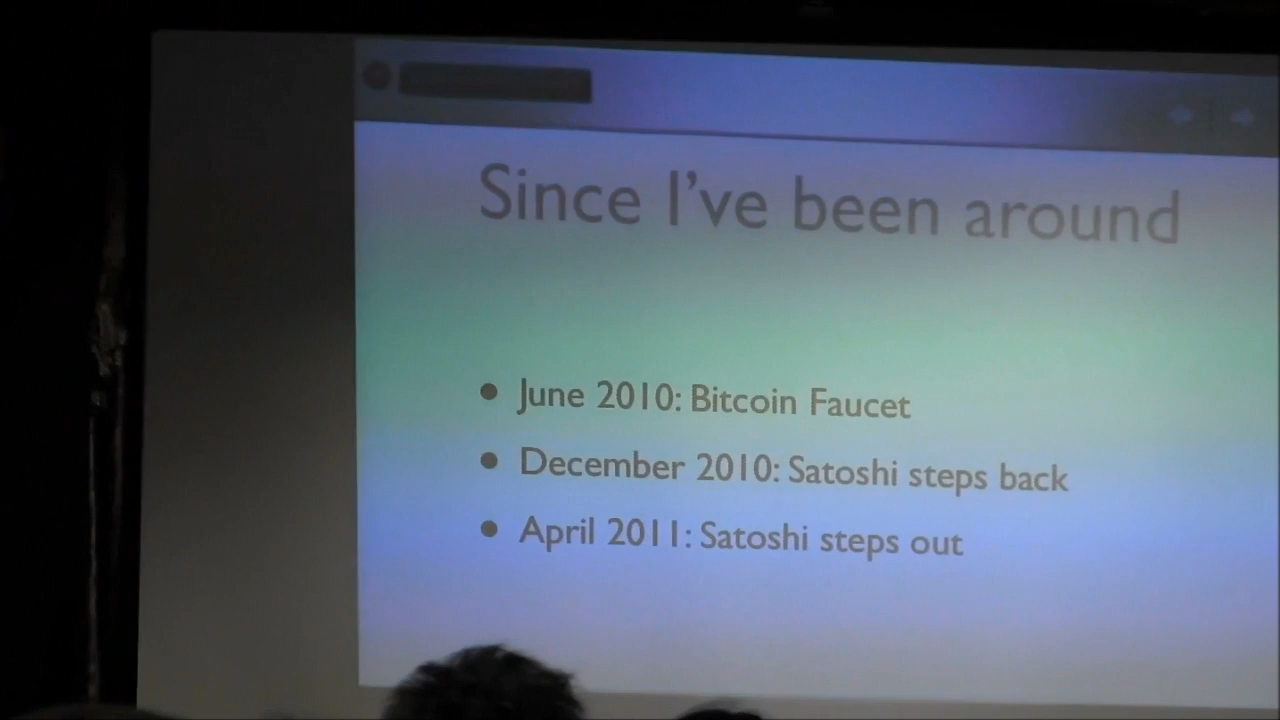 Since I've been around
• June 2010: Bitcoin Faucet
• December 2010: Satoshi steps back
• April 2011: Satoshi steps out